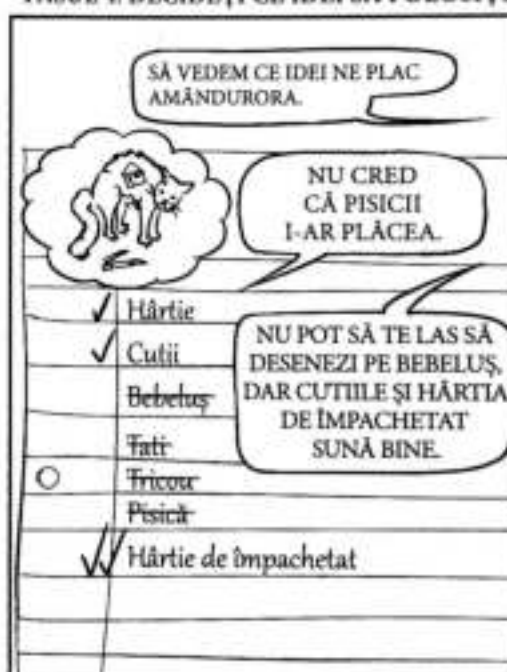 SĂ VEDEM CE IDEI NE PLAC
AMÂNDURORA.
NU CRED
CĂ PISICII
I-AR PLĂCEA.
NU POT SĂ TE LAS SĂ
DESENEZI PE BEBELUȘ,
DAR CUTIILE ȘI HÂRTIA
DE ÎMPACHETAT
SUNĂ BINE.
Hârtie
Cutii
Bebeluș
Tati
Tricou
Pisică
Hârtie de împachetat